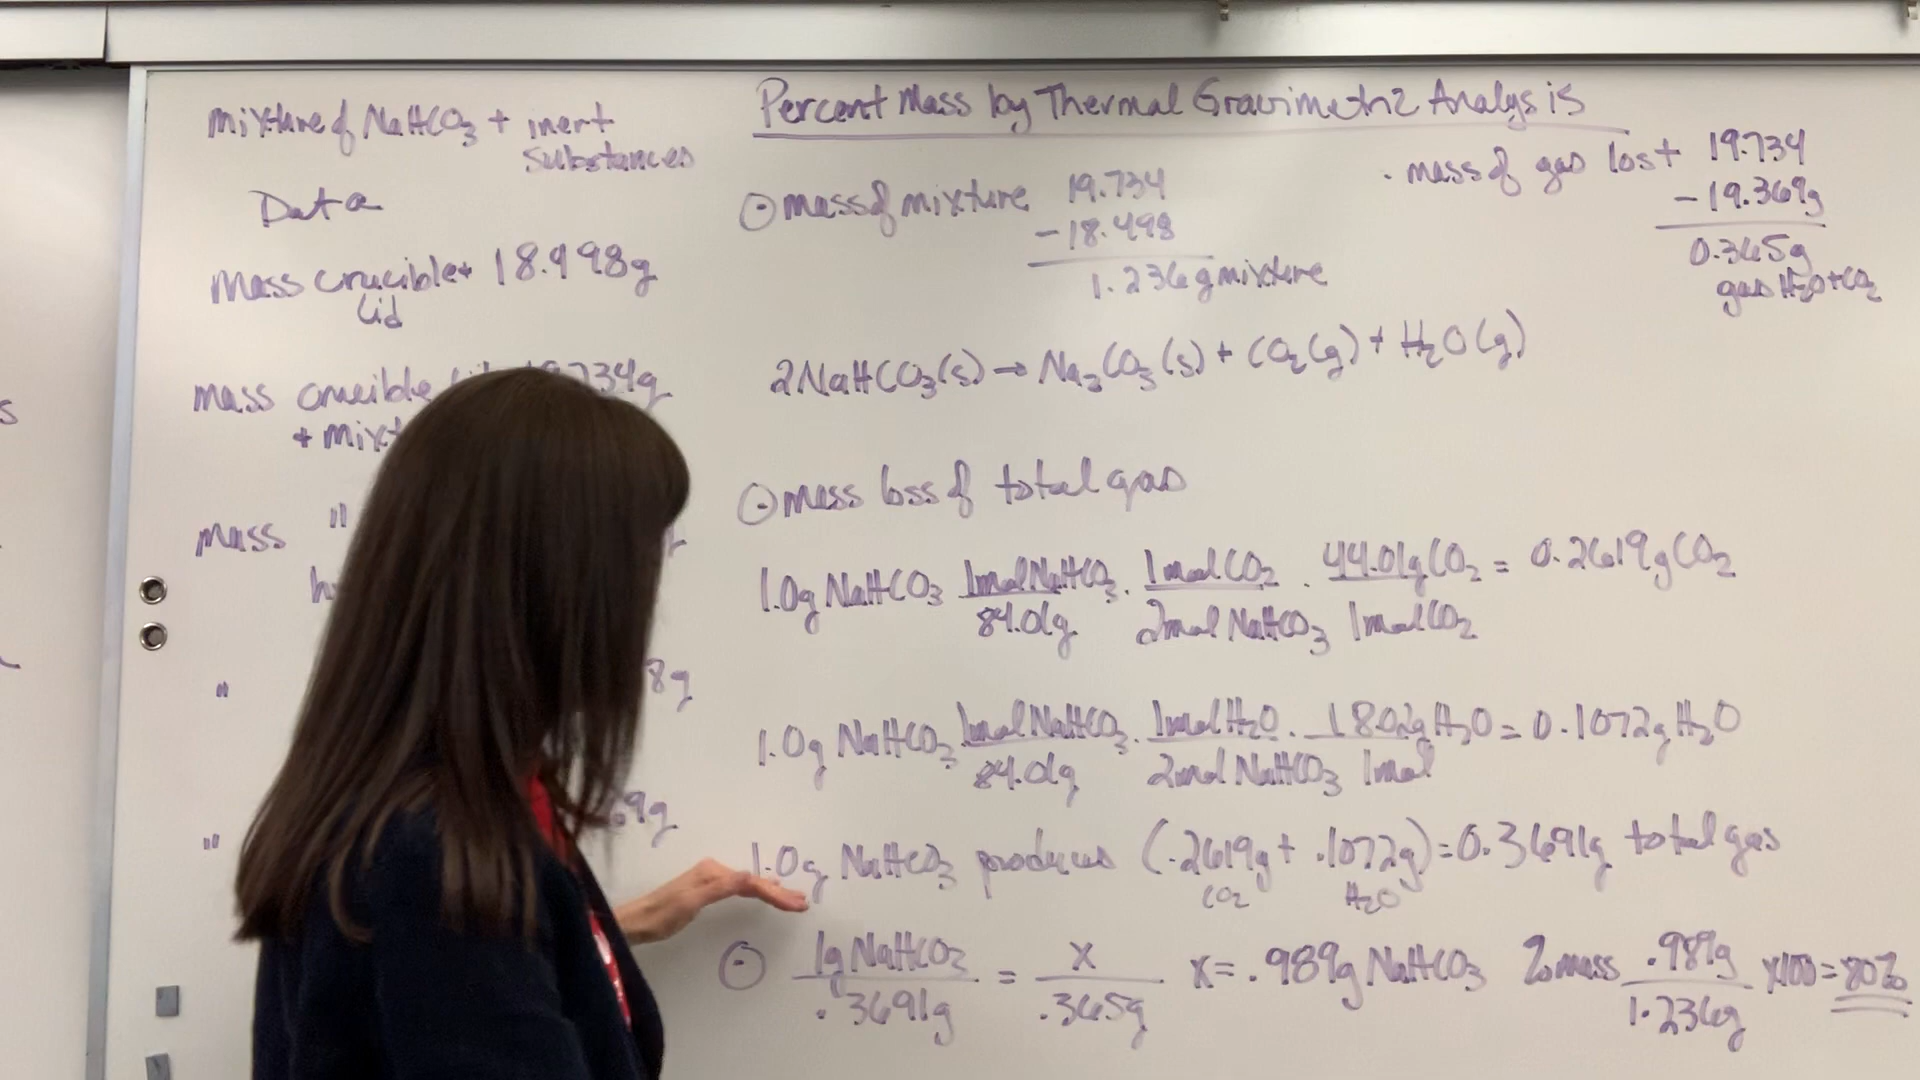 mixture of NaHCO3 + inert
substances
Data
Mass crucible + 18.998g
lid
mass crucible 19.734g
+ mixt
mass "
h
" 8g
" 69g
Percent Mass by Thermal Gravimetric Analysis
⊙ mass of mixture 19.734
- 18.498
1.236g mixture
• mass of gas lost 19.734
- 19.369g
0.365g
gas H2O + CO2
2NaHCO3(s) → Na2CO3(s) + CO2(g) + H2O(g)
⊙ mass loss of total gas
1.0g NaHCO3 1mol NaHCO3 . 1mol CO2 . 44.01g CO2 = 0.2619g CO2
84.01g 2mol NaHCO3 1mol CO2
1.0g NaHCO3 1mol NaHCO3 . 1mol H2O . 18.02g H2O = 0.1072g H2O
84.01g 2mol NaHCO3 1mol
1.0g NaHCO3 produces (.2619g + .1072g) = 0.3691g total gas
CO2 H2O
⊙ 1g NaHCO3 = x x = .989g NaHCO3 % mass .989g x100 = 80%
.3691g .365g 1.236g